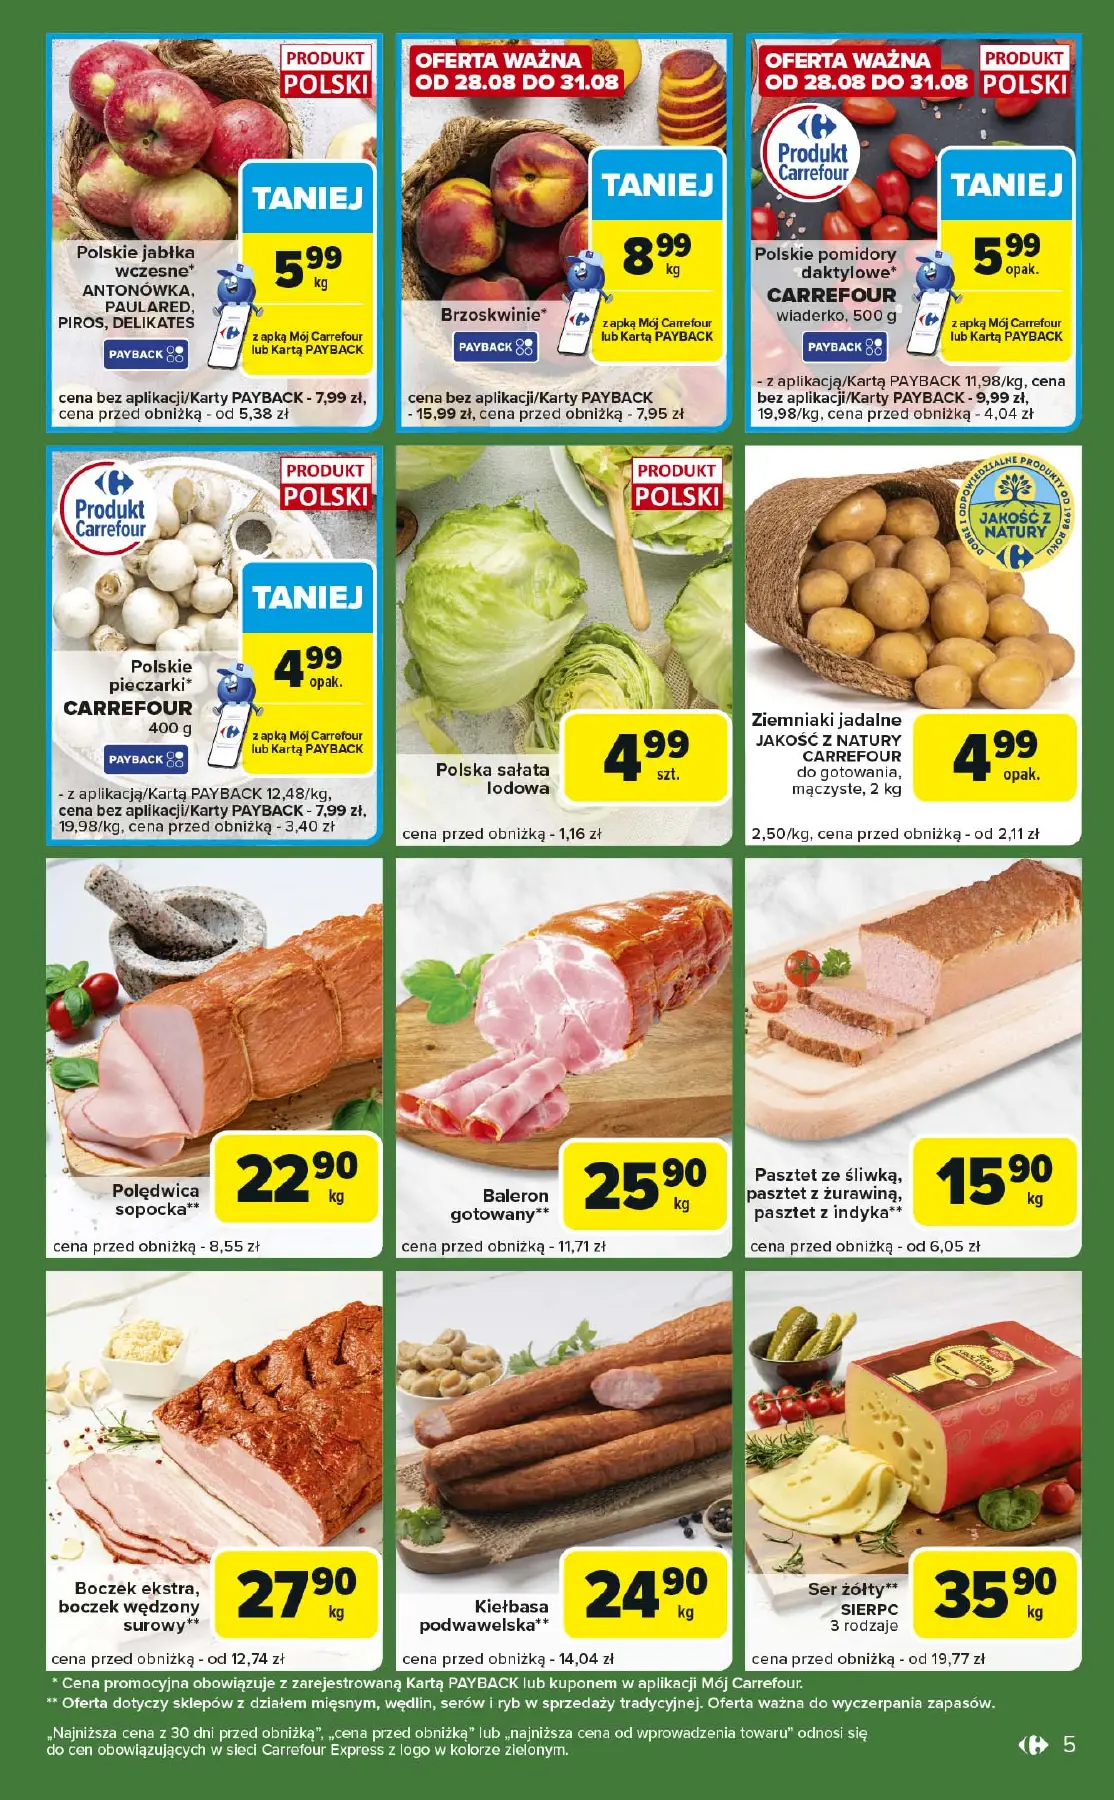 PRODUKT
POLSKI
TANIEJ
Polskie jabłka
wczesne*
ANTONÓWKA,
PAULARED,
PIROS, DELIKATES
PAYBACK
5 99
kg
z apką Mój Carrefour
lub Kartą PAYBACK
cena bez aplikacji/Karty PAYBACK - 7,99 zł,
cena przed obniżką - od 5,38 zł
OFERTA WAŻNA
OD 28.08 DO 31.08
TANIEJ
Brzoskwinie*
PAYBACK
8 99
kg
z apką Mój Carrefour
lub Kartą PAYBACK
cena bez aplikacji/Karty PAYBACK
- 15,99 zł, cena przed obniżką - 7,95 zł
OFERTA WAŻNA
OD 28.08 DO 31.08
PRODUKT
POLSKI
Produkt
Carrefour
TANIEJ
Polskie pomidory
daktylowe*
CARREFOUR
wiaderko, 500 g
PAYBACK
5 99
opak.
z apką Mój Carrefour
lub Kartą PAYBACK
- z aplikacją/Kartą PAYBACK 11,98/kg, cena
bez aplikacji/Karty PAYBACK - 9,99 zł,
19,98/kg, cena przed obniżką - 4,04 zł
Produkt
Carrefour
PRODUKT
POLSKI
TANIEJ
Polskie
pieczarki*
CARREFOUR
400 g
PAYBACK
4 99
opak.
z apką Mój Carrefour
lub Kartą PAYBACK
- z aplikacją/Kartą PAYBACK 12,48/kg,
cena bez aplikacji/Karty PAYBACK - 7,99 zł,
19,98/kg, cena przed obniżką - 3,40 zł
PRODUKT
POLSKI
Polska sałata
lodowa
4 99
szt.
cena przed obniżką - 1,16 zł
DOBRE I ODPOWIEDZIALNE PRODUKTY OD 1998 ROKU
JAKOŚĆ Z
NATURY
Ziemniaki jadalne
JAKOŚĆ Z NATURY
CARREFOUR
do gotowania,
mączyste, 2 kg
4 99
opak.
2,50/kg, cena przed obniżką - od 2,11 zł
Polędwica
sopocka**
22 90
kg
cena przed obniżką - 8,55 zł
Baleron
gotowany**
25 90
kg
cena przed obniżką - 11,71 zł
Pasztet ze śliwką,
pasztet z żurawiną,
pasztet z indyka**
15 90
kg
cena przed obniżką - od 6,05 zł
Boczek ekstra,
boczek wędzony
surowy**
27 90
kg
cena przed obniżką - od 12,74 zł
Kiełbasa
podwawelska**
24 90
kg
cena przed obniżką - 14,04 zł
Ser żółty**
SIERPC
3 rodzaje
35 90
kg
cena przed obniżką - od 19,77 zł
* Cena promocyjna obowiązuje z zarejestrowaną Kartą PAYBACK lub kuponem w aplikacji Mój Carrefour.
** Oferta dotyczy sklepów z działem mięsnym, wędlin, serów i ryb w sprzedaży tradycyjnej. Oferta ważna do wyczerpania zapasów.
„Najniższa cena z 30 dni przed obniżką”, „cena przed obniżką” lub „najniższa cena od wprowadzenia towaru” odnosi się
do cen obowiązujących w sieci Carrefour Express z logo w kolorze zielonym.
5